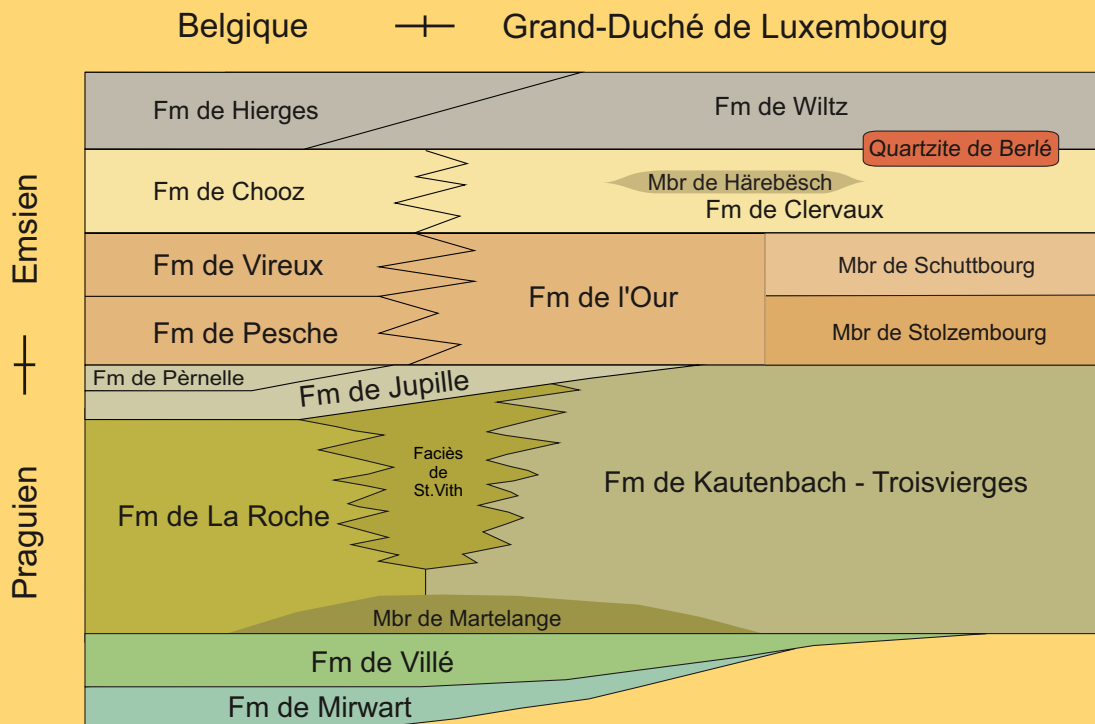 Belgique
Grand-Duché de Luxembourg
Emsien
Praguien
Fm de Hierges
Fm de Wiltz
Quartzite de Berlé
Fm de Chooz
Mbr de Härebësch
Fm de Clervaux
Fm de Vireux
Fm de l'Our
Mbr de Schuttbourg
Fm de Pesche
Mbr de Stolzembourg
Fm de Pèrnelle
Fm de Jupille
Faciès
de
St.Vith
Fm de La Roche
Fm de Kautenbach - Troisvierges
Mbr de Martelange
Fm de Villé
Fm de Mirwart